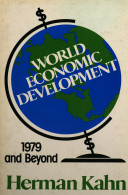 $
WORLD
ECONOMIC
DEVELOPMENT
1979
and Beyond
$
Herman Kahn